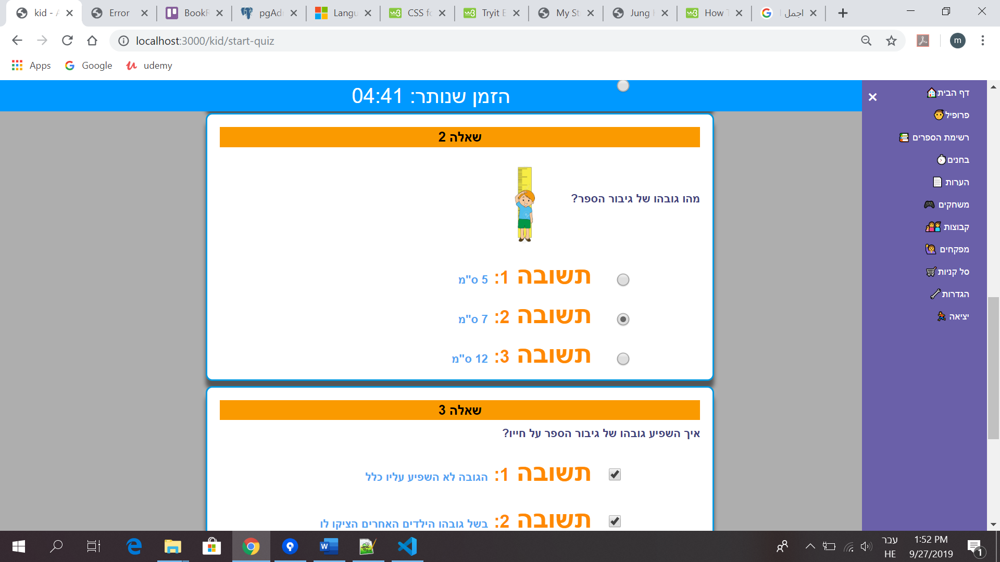 kid - A
Error
BookR
pgAdr
Langu
CSS fo
Tryit E
My St
Jung
How T
اجمل
localhost:3000/kid/start-quiz
m
Apps
Google
udemy
הזמן שנותר: 04:41
דף הבית
פרופיל
רשימת הספרים
בחנים
הערות
משחקים
קבוצות
מפקחים
סל קניות
הגדרות
יציאה
שאלה 2
מהו גובהו של גיבור הספר?
תשובה 1: 5 ס"מ
תשובה 2: 7 ס"מ
תשובה 3: 12 ס"מ
שאלה 3
איך השפיע גובהו של גיבור הספר על חייו?
תשובה 1: הגובה לא השפיע עליו כלל
תשובה 2: בשל גובהו הילדים האחרים הציקו לו
עבר
HE
1:52 PM
9/27/2019
1